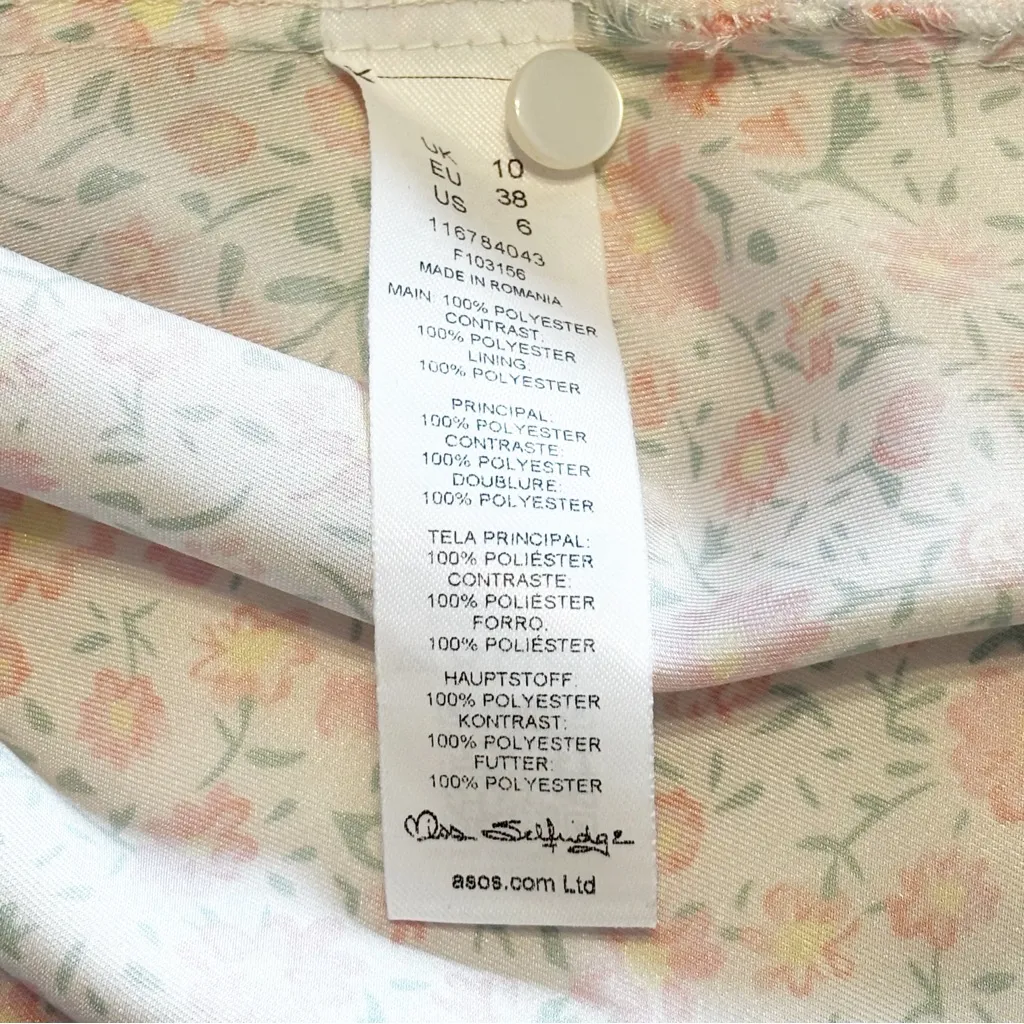 UK 10
EU 38
US 6
116784043
F103156
MADE IN ROMANIA
MAIN: 100% POLYESTER
CONTRAST:
100% POLYESTER
LINING:
100% POLYESTER
PRINCIPAL:
100% POLYESTER
CONTRASTE:
100% POLYESTER
DOUBLURE:
100% POLYESTER
TELA PRINCIPAL:
100% POLIÉSTER
CONTRASTE:
100% POLIÉSTER
FORRO:
100% POLIÉSTER
HAUPTSTOFF:
100% POLYESTER
KONTRAST:
100% POLYESTER
FUTTER:
100% POLYESTER
Miss Selfridge
asos.com Ltd